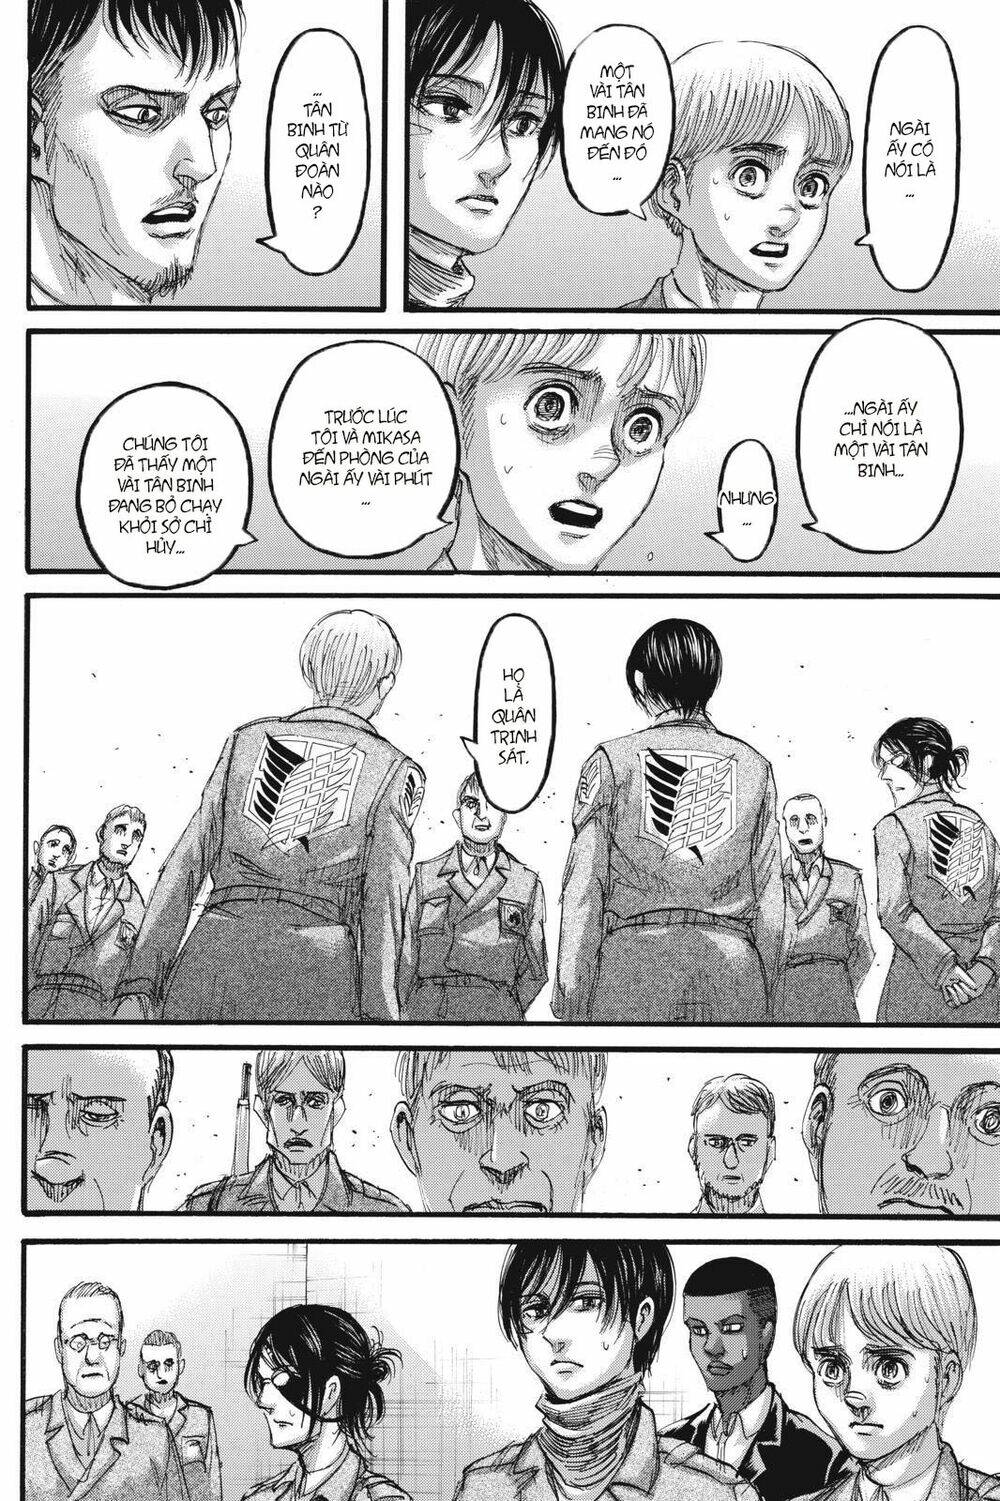 NGÀI
ẤY CÓ
NÓI LÀ
...
MỘT
VÀI TÂN
BINH ĐÃ
MANG NÓ
ĐẾN ĐÓ
...
...
TÂN
BINH TỪ
QUÂN
ĐOÀN
NÀO
?
...NGÀI ẤY
CHỈ NÓI LÀ
MỘT VÀI TÂN
BINH...
NHƯNG
...
TRƯỚC LÚC
TÔI VÀ MIKASA
ĐẾN PHÒNG CỦA
NGÀI ẤY VÀI PHÚT
...
CHÚNG TÔI
ĐÃ THẤY MỘT
VÀI TÂN BINH
ĐANG BỎ CHẠY
KHỎI SỞ CHỈ
HỦY...
HỌ
LÀ
QUÂN
TRINH
SÁT.